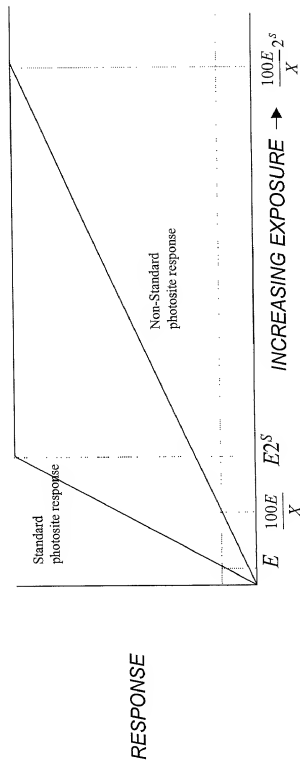 Standard
photosite response
Non-Standard
photosite response
RESPONSE
E
100E
X
E2^S
100E
X
2^S
INCREASING EXPOSURE →